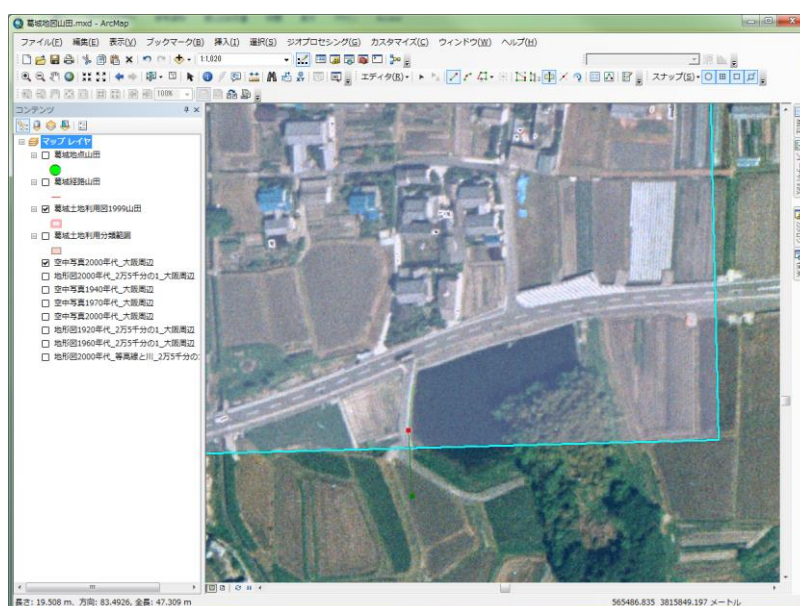 葛城地図山田.mxd - ArcMap
ファイル(F) 編集(E) 表示(V) ブックマーク(B) 挿入(I) 選択(S) ジオプロセシング(G) カスタマイズ(C) ウィンドウ(W) ヘルプ(H)
1:1,020
エディタ(R) スナップ(S)
100%
コンテンツ
マップ レイヤ
葛城地点山田
葛城経路山田
葛城土地利用図1999山田
葛城土地利用分類範囲
空中写真2000年代_大阪周辺
地形図2000年代_2万5千分の1_大阪周辺
空中写真1940年代_大阪周辺
空中写真1970年代_大阪周辺
空中写真2000年代_大阪周辺
地形図1920年代_2万5千分の1_大阪周辺
地形図1960年代_2万5千分の1_大阪周辺
地形図2000年代_等高線と川_2万5千分の
長さ: 19.508 m, 方向: 83.4926, 全長: 47.309 m 565486.835 3815849.197 メートル